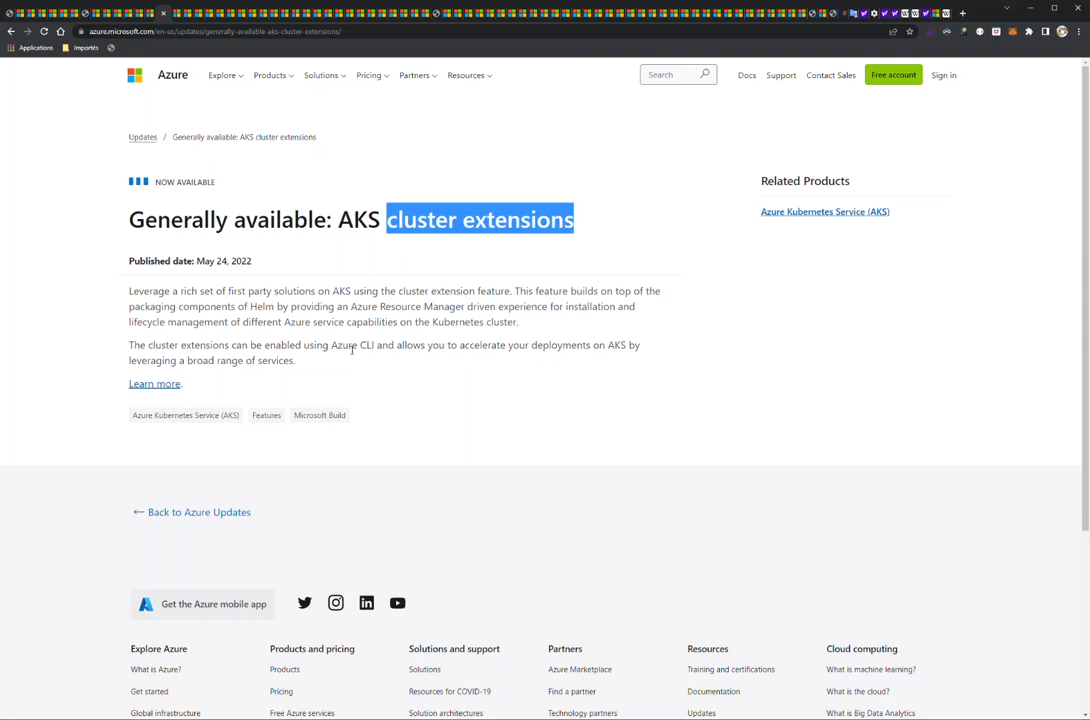 azure.microsoft.com/en-us/updates/generally-available-aks-cluster-extensions/
Applications Importés
Azure Explore Products Solutions Pricing Partners Resources Search Docs Support Contact Sales Free account Sign in
Updates / Generally available: AKS cluster extensions
NOW AVAILABLE
Related Products
Generally available: AKS cluster extensions
Azure Kubernetes Service (AKS)
Published date: May 24, 2022
Leverage a rich set of first party solutions on AKS using the cluster extension feature. This feature builds on top of the
packaging components of Helm by providing an Azure Resource Manager driven experience for installation and
lifecycle management of different Azure service capabilities on the Kubernetes cluster.
The cluster extensions can be enabled using Azure CLI and allows you to accelerate your deployments on AKS by
leveraging a broad range of services.
Learn more.
Azure Kubernetes Service (AKS) Features Microsoft Build
← Back to Azure Updates
Get the Azure mobile app
Explore Azure Products and pricing Solutions and support Partners Resources Cloud computing
What is Azure? Products Solutions Azure Marketplace Training and certifications What is machine learning?
Get started Pricing Resources for COVID-19 Find a partner Documentation What is the cloud?
Global infrastructure Free Azure services Solution architectures Technology partners Updates What is Big Data Analytics